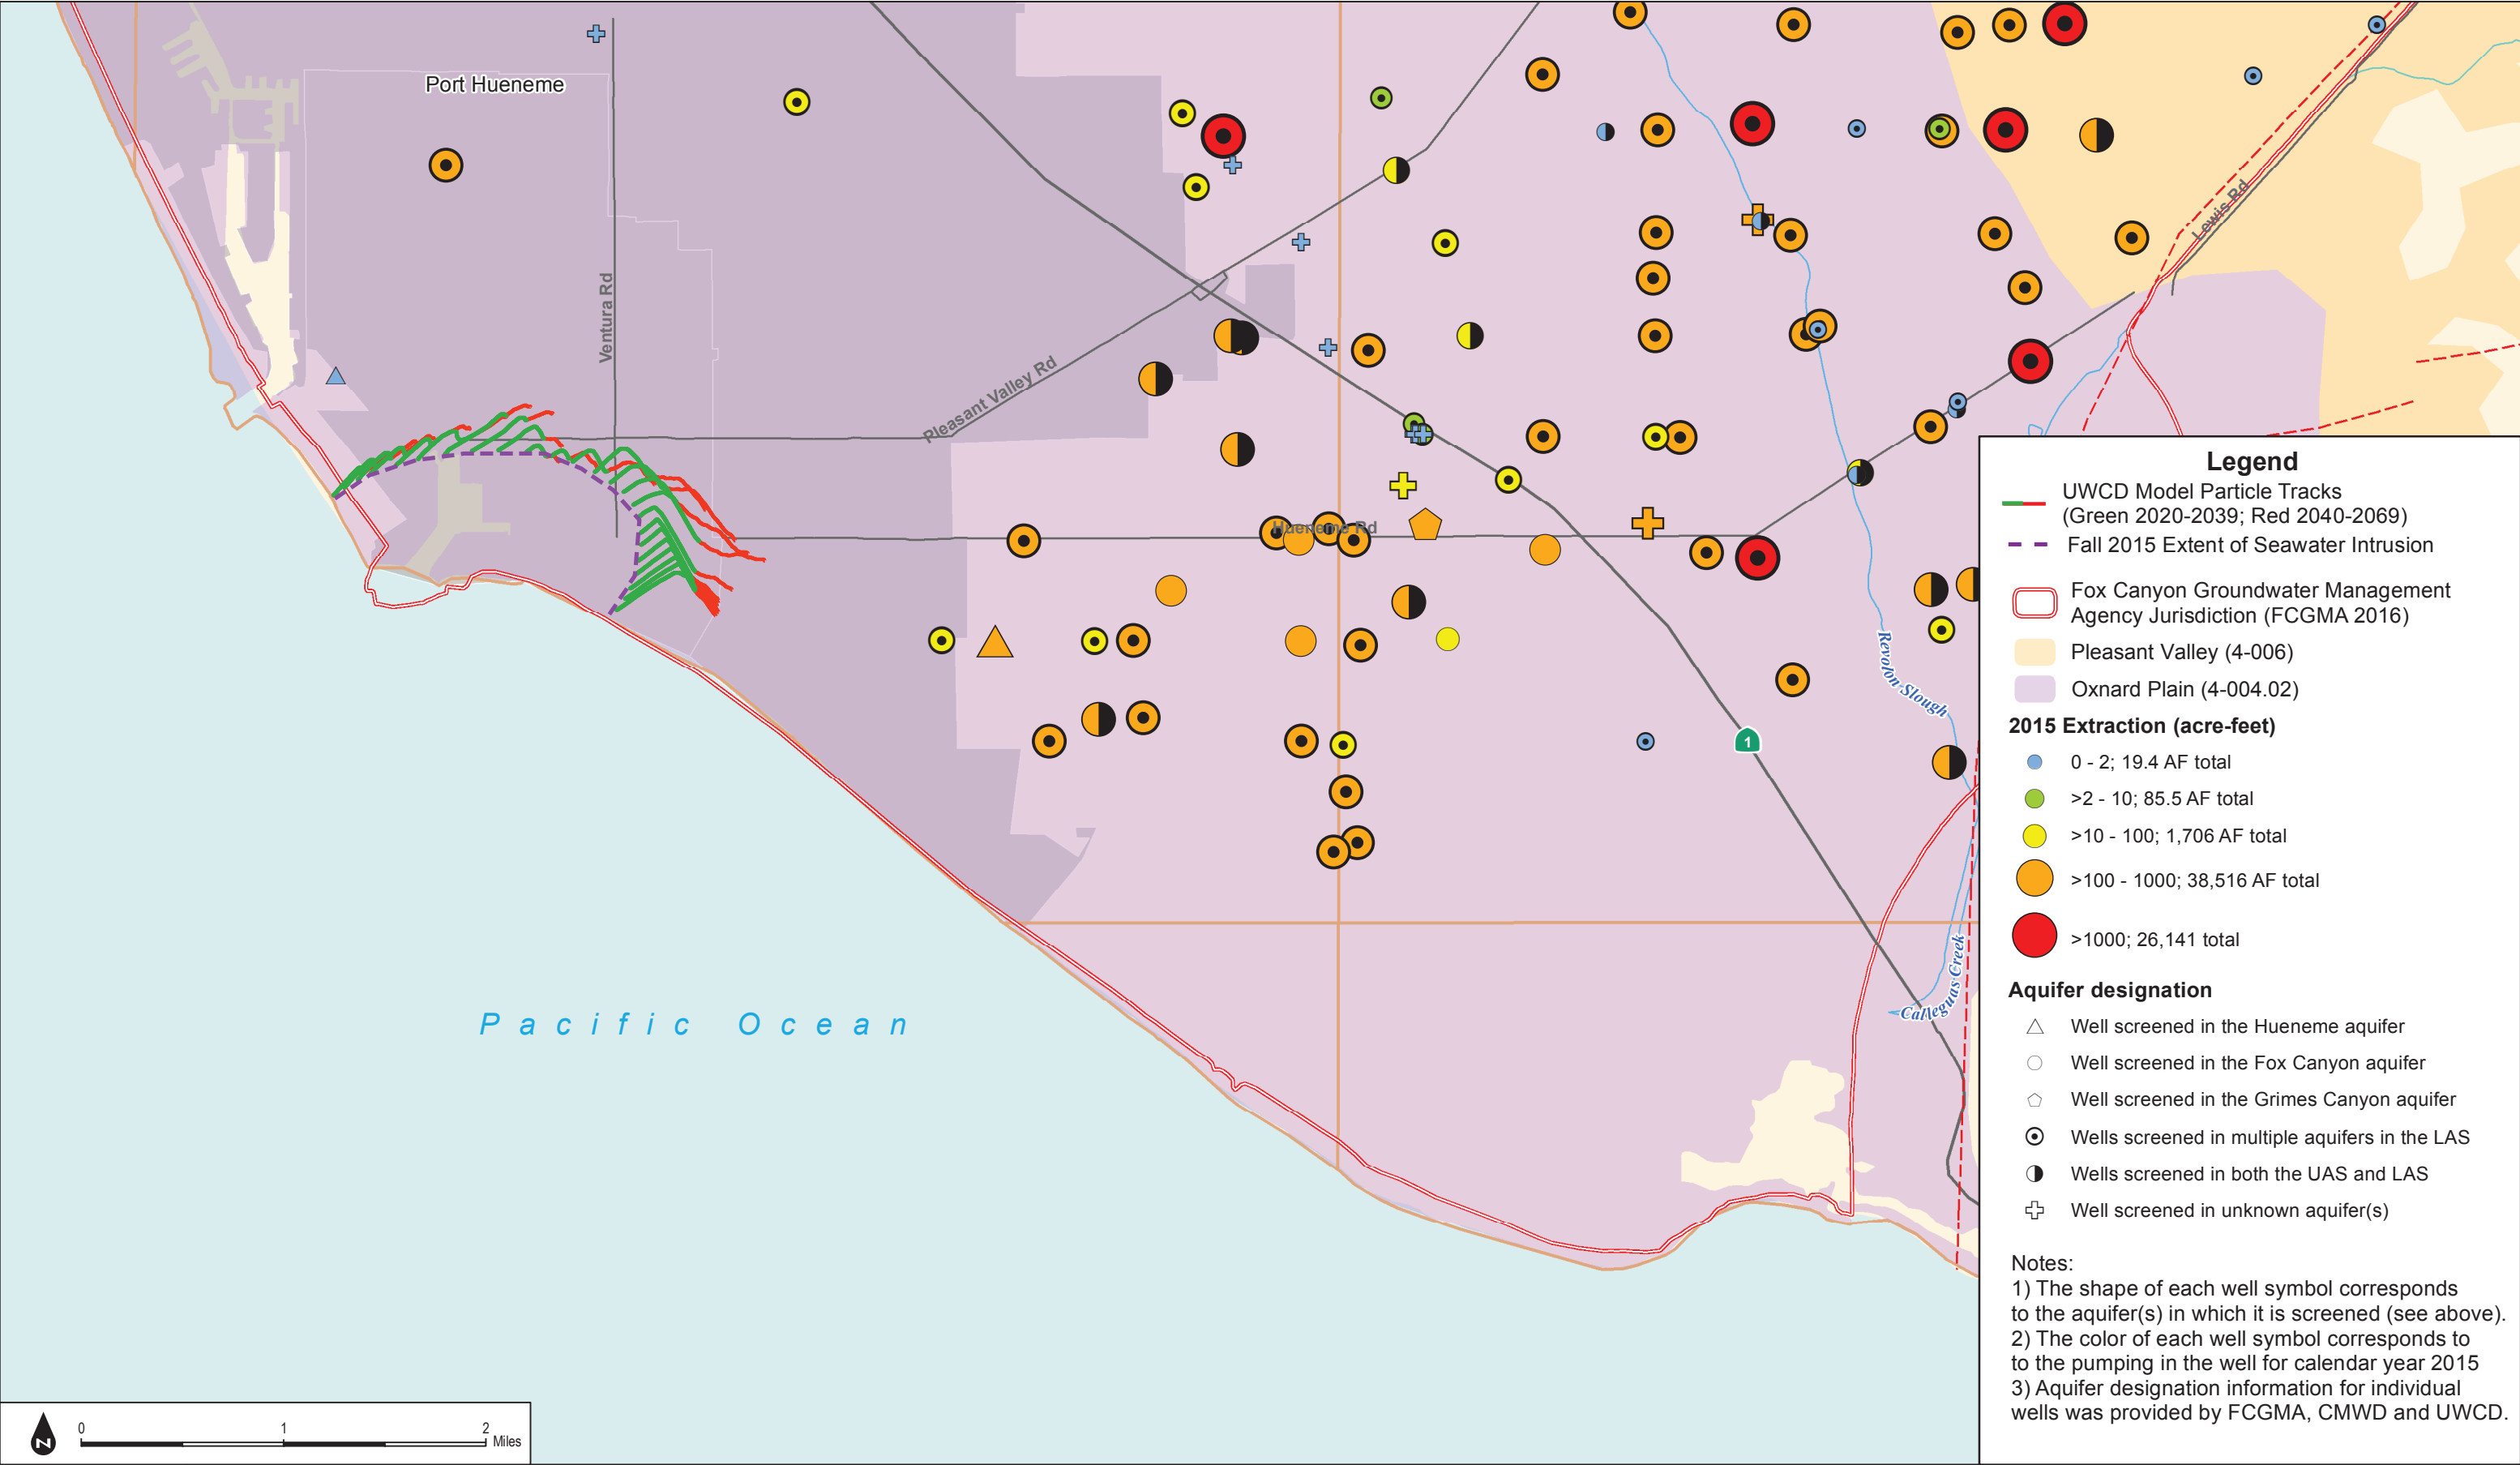 Port Hueneme
Ventura Rd
Pleasant Valley Rd
Lewis Rd
Hueneme Rd
Revolon Slough
1
Calleguas Creek
Pacific Ocean
N
0 1 2
Miles
Legend
UWCD Model Particle Tracks
(Green 2020-2039; Red 2040-2069)
Fall 2015 Extent of Seawater Intrusion
Fox Canyon Groundwater Management
Agency Jurisdiction (FCGMA 2016)
Pleasant Valley (4-006)
Oxnard Plain (4-004.02)
2015 Extraction (acre-feet)
0 - 2; 19.4 AF total
>2 - 10; 85.5 AF total
>10 - 100; 1,706 AF total
>100 - 1000; 38,516 AF total
>1000; 26,141 total
Aquifer designation
Well screened in the Hueneme aquifer
Well screened in the Fox Canyon aquifer
Well screened in the Grimes Canyon aquifer
Wells screened in multiple aquifers in the LAS
Wells screened in both the UAS and LAS
Well screened in unknown aquifer(s)
Notes:
1) The shape of each well symbol corresponds
to the aquifer(s) in which it is screened (see above).
2) The color of each well symbol corresponds to
to the pumping in the well for calendar year 2015
3) Aquifer designation information for individual
wells was provided by FCGMA, CMWD and UWCD.